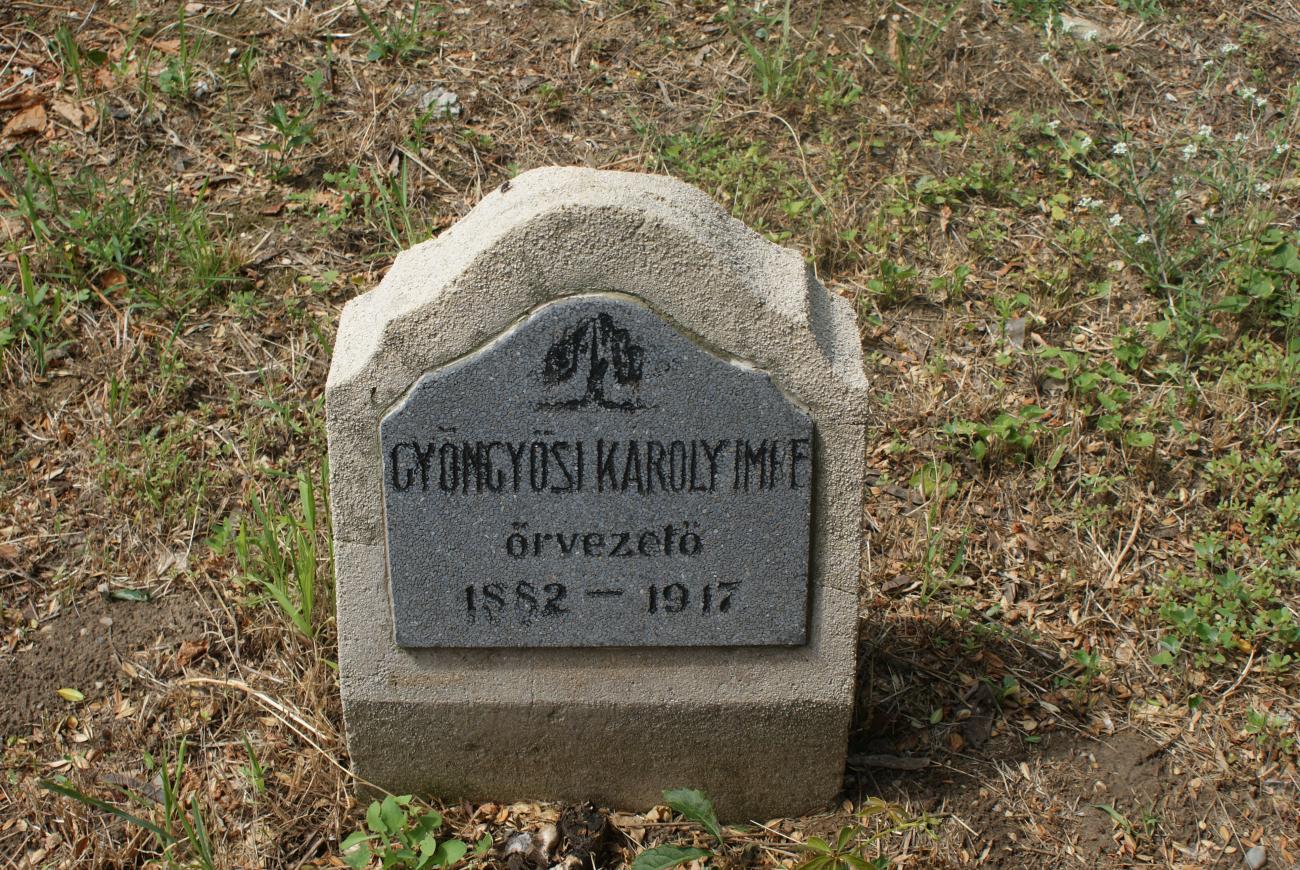 GYÖNGYÖSI KAROLY IMRE
őrvezető
1882 – 1917